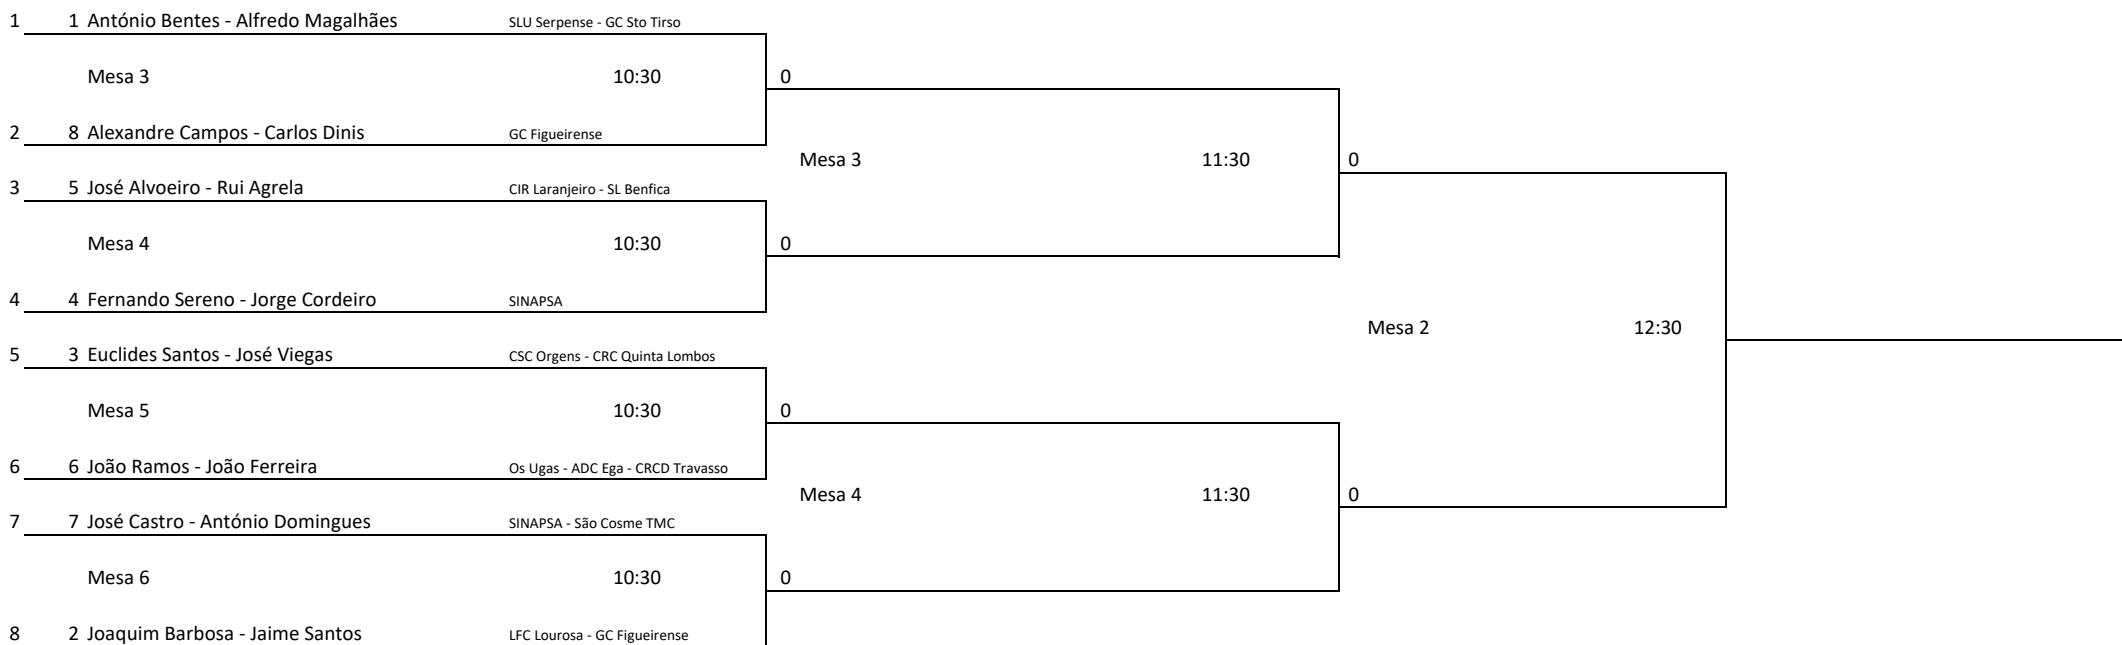 1 1 António Bentes - Alfredo Magalhães SLU Serpense - GC Sto Tirso
Mesa 3 10:30 0
2 8 Alexandre Campos - Carlos Dinis GC Figueirense
Mesa 3 11:30 0
3 5 José Alvoeiro - Rui Agrela CIR Laranjeiro - SL Benfica
Mesa 4 10:30 0
4 4 Fernando Sereno - Jorge Cordeiro SINAPSA
Mesa 2 12:30
5 3 Euclides Santos - José Viegas CSC Orgens - CRC Quinta Lombos
Mesa 5 10:30 0
6 6 João Ramos - João Ferreira Os Ugas - ADC Ega - CRCD Travasso
Mesa 4 11:30 0
7 7 José Castro - António Domingues SINAPSA - São Cosme TMC
Mesa 6 10:30 0
8 2 Joaquim Barbosa - Jaime Santos LFC Lourosa - GC Figueirense